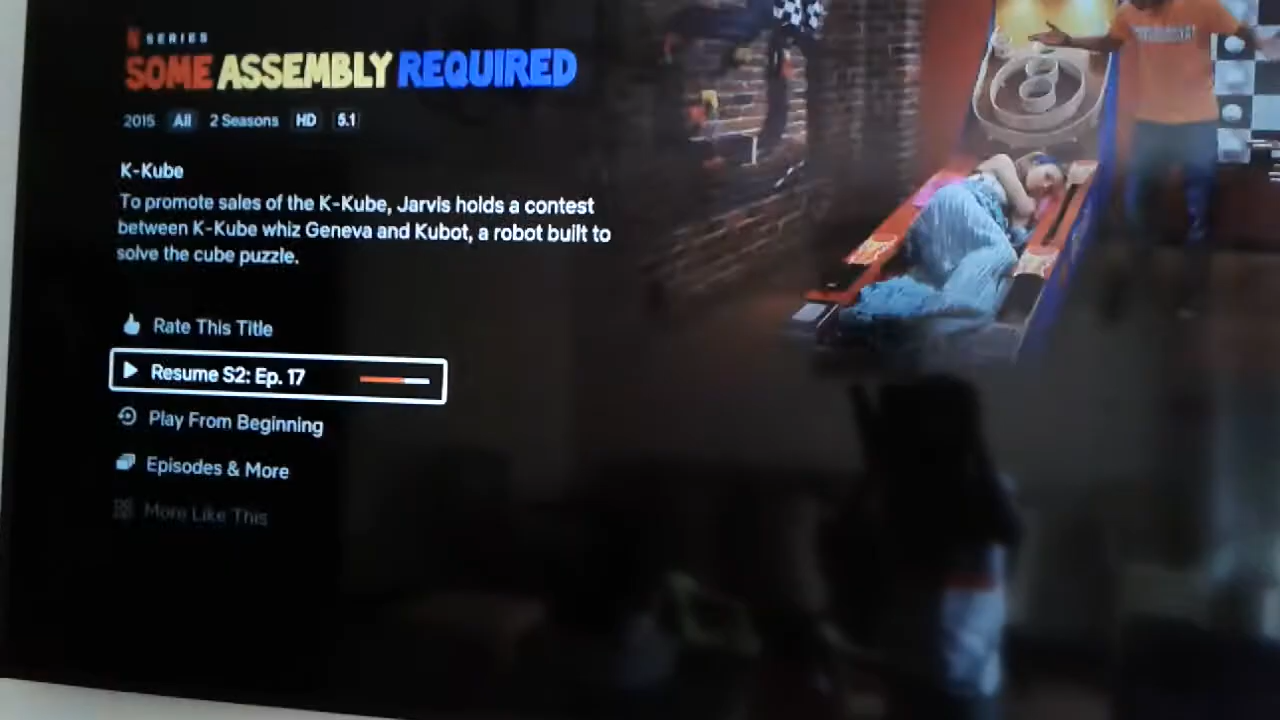 N SERIES
SOME ASSEMBLY REQUIRED
2015 All 2 Seasons HD 5.1
K-Kube
To promote sales of the K-Kube, Jarvis holds a contest
between K-Kube whiz Geneva and Kubot, a robot built to
solve the cube puzzle.
Rate This Title
Resume S2: Ep. 17
Play From Beginning
Episodes & More
More Like This